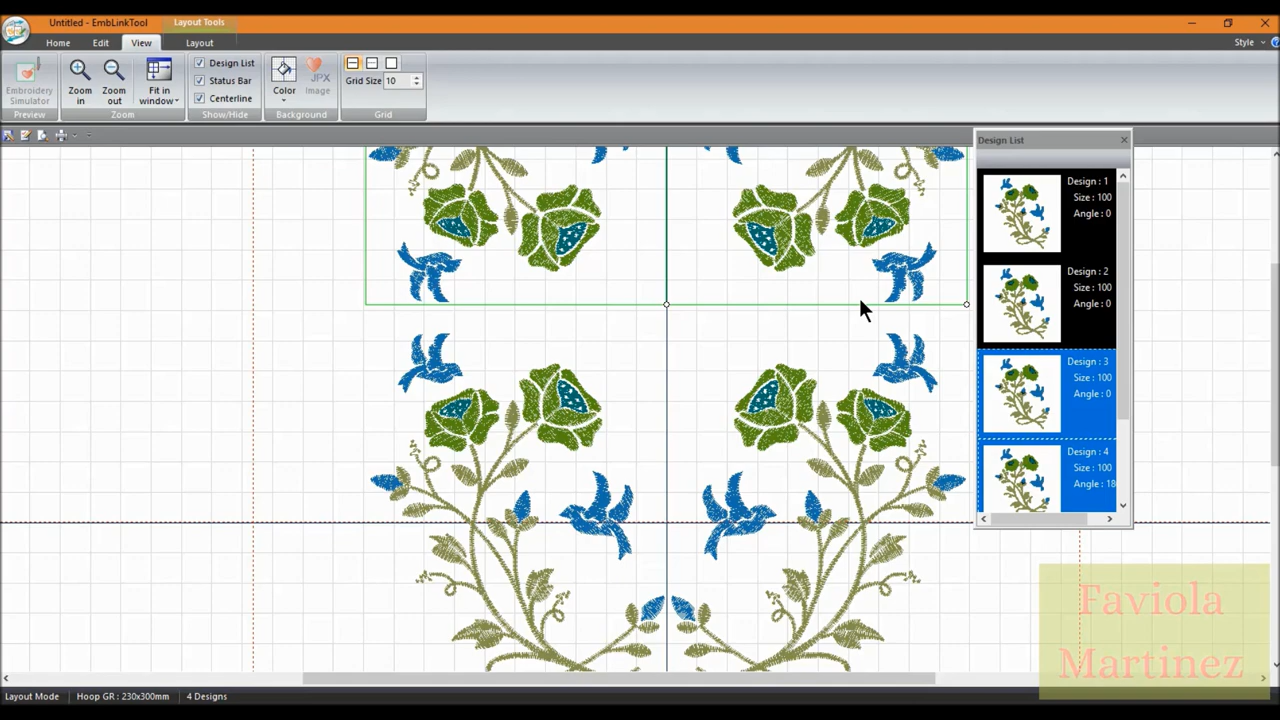 Untitled - EmbLinkTool
Layout Tools
Home Edit View Layout
Style
Embroidery Simulator
Zoom in
Zoom out
Fit in window
Design List
Status Bar
Centerline
Color
JPX
Image
Grid Size 10
Preview Zoom Show/Hide Background Grid
Design List
Design : 1
Size : 100
Angle : 0
Design : 2
Size : 100
Angle : 0
Design : 3
Size : 100
Angle : 0
Design : 4
Size : 100
Angle : 18
Faviola
Martinez
Layout Mode Hoop GR : 230x300mm 4 Designs